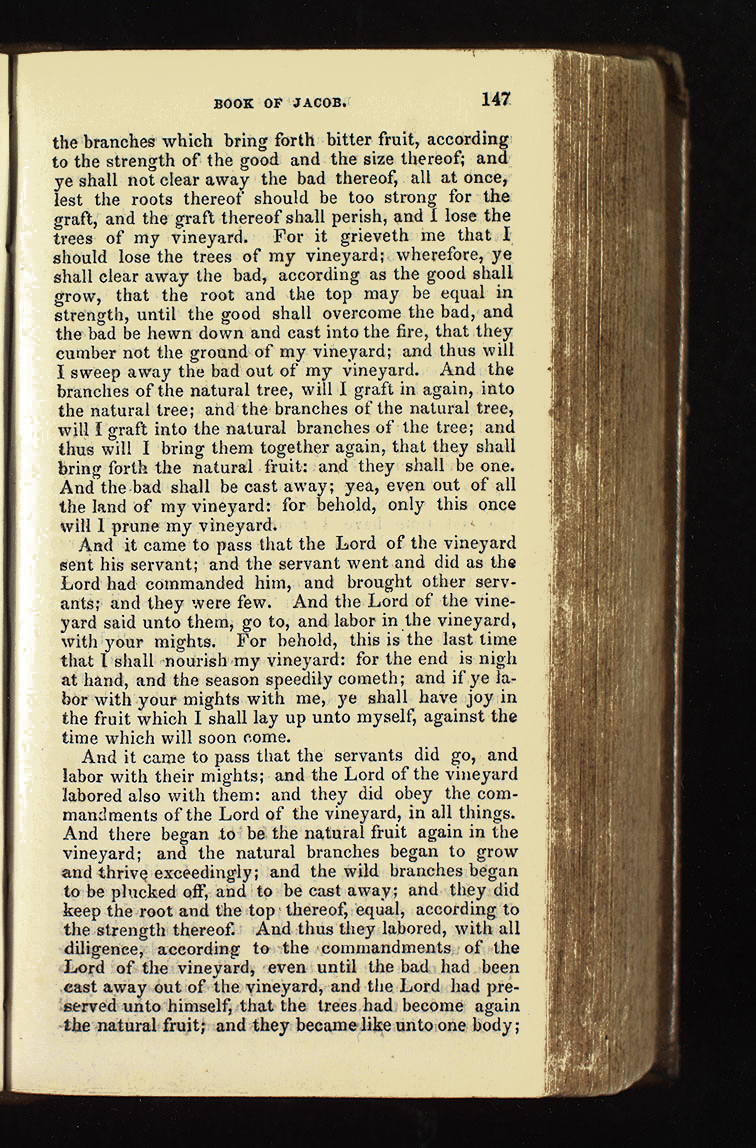 BOOK OF JACOB. 147
the branches which bring forth bitter fruit, according
to the strength of the good and the size thereof; and
ye shall not clear away the bad thereof, all at once,
lest the roots thereof should be too strong for the
graft, and the graft thereof shall perish, and I lose the
trees of my vineyard. For it grieveth me that I
should lose the trees of my vineyard; wherefore, ye
shall clear away the bad, according as the good shall
grow, that the root and the top may be equal in
strength, until the good shall overcome the bad, and
the bad be hewn down and cast into the fire, that they
cumber not the ground of my vineyard; and thus will
I sweep away the bad out of my vineyard. And the
branches of the natural tree, will I graft in again, into
the natural tree; and the branches of the natural tree,
will I graft into the natural branches of the tree; and
thus will I bring them together again, that they shall
bring forth the natural fruit: and they shall be one.
And the bad shall be cast away; yea, even out of all
the land of my vineyard: for behold, only this once
will I prune my vineyard.
And it came to pass that the Lord of the vineyard
sent his servant; and the servant went and did as the
Lord had commanded him, and brought other serv-
ants; and they were few. And the Lord of the vine-
yard said unto them, go to, and labor in the vineyard,
with your mights. For behold, this is the last time
that I shall nourish my vineyard: for the end is nigh
at hand, and the season speedily cometh; and if ye la-
bor with your mights with me, ye shall have joy in
the fruit which I shall lay up unto myself, against the
time which will soon come.
And it came to pass that the servants did go, and
labor with their mights; and the Lord of the vineyard
labored also with them: and they did obey the com-
mandments of the Lord of the vineyard, in all things.
And there began to be the natural fruit again in the
vineyard; and the natural branches began to grow
and thrive exceedingly; and the wild branches began
to be plucked off, and to be cast away; and they did
keep the root and the top thereof, equal, according to
the strength thereof. And thus they labored, with all
diligence, according to the commandments of the
Lord of the vineyard, even until the bad had been
cast away out of the vineyard, and the Lord had pre-
served unto himself, that the trees had become again
the natural fruit; and they became like unto one body;